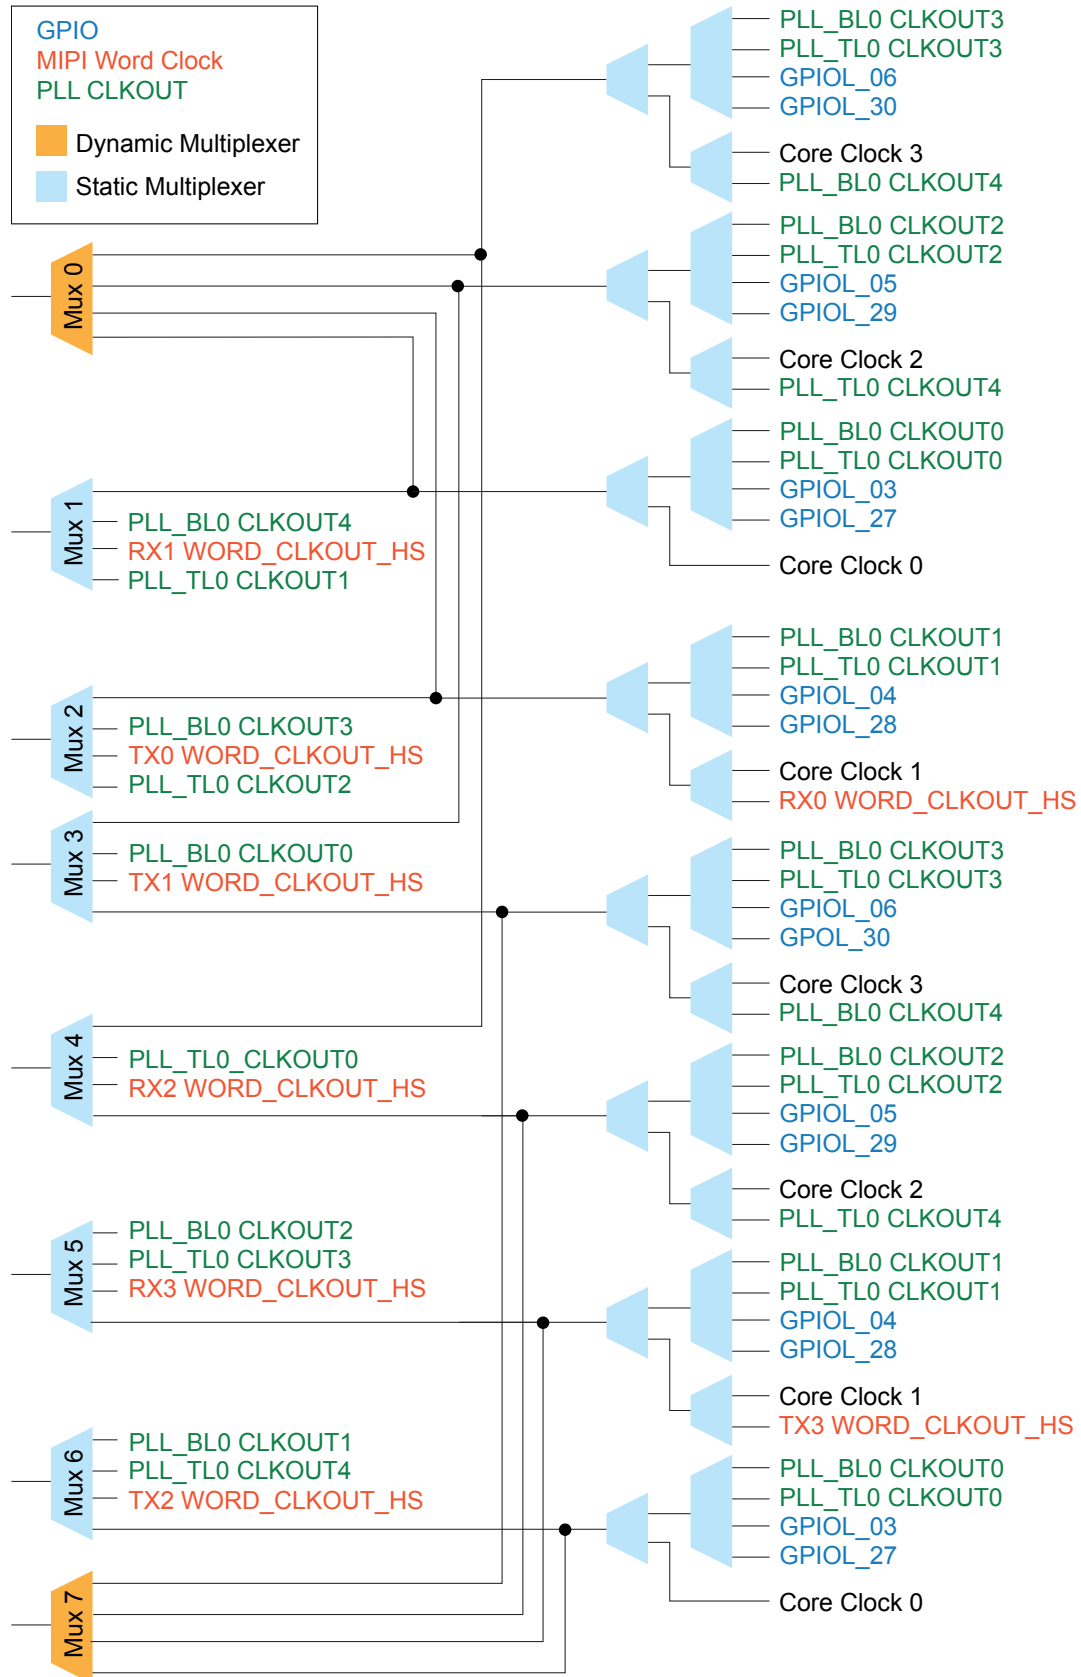 GPIO
MIPI Word Clock
PLL CLKOUT
Dynamic Multiplexer
Static Multiplexer
PLL_BL0 CLKOUT3
PLL_TL0 CLKOUT3
GPIOL_06
GPIOL_30
Core Clock 3
PLL_BL0 CLKOUT4
Mux 0
PLL_BL0 CLKOUT2
PLL_TL0 CLKOUT2
GPIOL_05
GPIOL_29
Core Clock 2
PLL_TL0 CLKOUT4
PLL_BL0 CLKOUT0
PLL_TL0 CLKOUT0
GPIOL_03
GPIOL_27
Core Clock 0
Mux 1
PLL_BL0 CLKOUT4
RX1 WORD_CLKOUT_HS
PLL_TL0 CLKOUT1
PLL_BL0 CLKOUT1
PLL_TL0 CLKOUT1
GPIOL_04
GPIOL_28
Core Clock 1
RX0 WORD_CLKOUT_HS
Mux 2
PLL_BL0 CLKOUT3
TX0 WORD_CLKOUT_HS
PLL_TL0 CLKOUT2
Mux 3
PLL_BL0 CLKOUT0
TX1 WORD_CLKOUT_HS
PLL_BL0 CLKOUT3
PLL_TL0 CLKOUT3
GPIOL_06
GPOL_30
Core Clock 3
PLL_BL0 CLKOUT4
Mux 4
PLL_TL0_CLKOUT0
RX2 WORD_CLKOUT_HS
PLL_BL0 CLKOUT2
PLL_TL0 CLKOUT2
GPIOL_05
GPIOL_29
Core Clock 2
PLL_TL0 CLKOUT4
Mux 5
PLL_BL0 CLKOUT2
PLL_TL0 CLKOUT3
RX3 WORD_CLKOUT_HS
PLL_BL0 CLKOUT1
PLL_TL0 CLKOUT1
GPIOL_04
GPIOL_28
Core Clock 1
TX3 WORD_CLKOUT_HS
Mux 6
PLL_BL0 CLKOUT1
PLL_TL0 CLKOUT4
TX2 WORD_CLKOUT_HS
PLL_BL0 CLKOUT0
PLL_TL0 CLKOUT0
GPIOL_03
GPIOL_27
Core Clock 0
Mux 7